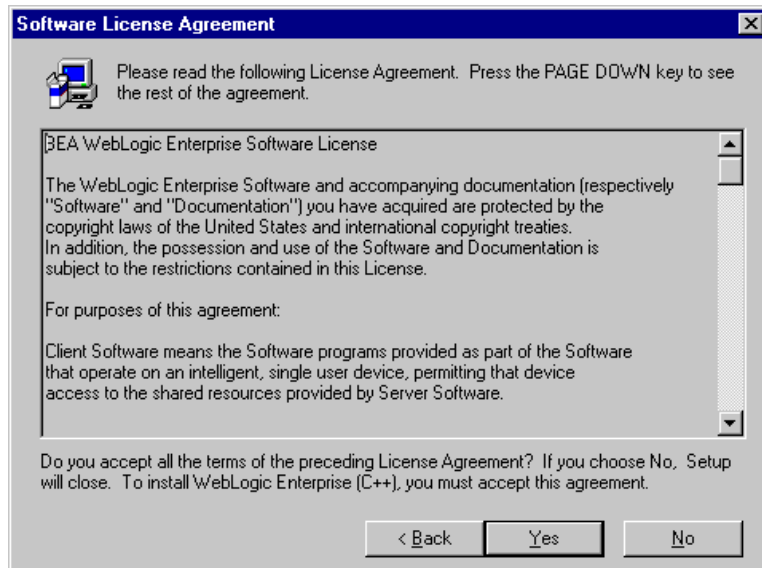 Software License Agreement
Please read the following License Agreement. Press the PAGE DOWN key to see
the rest of the agreement.
BEA WebLogic Enterprise Software License
The WebLogic Enterprise Software and accompanying documentation (respectively
"Software" and "Documentation") you have acquired are protected by the
copyright laws of the United States and international copyright treaties.
In addition, the possession and use of the Software and Documentation is
subject to the restrictions contained in this License.
For purposes of this agreement:
Client Software means the Software programs provided as part of the Software
that operate on an intelligent, single user device, permitting that device
access to the shared resources provided by Server Software.
Do you accept all the terms of the preceding License Agreement? If you choose No, Setup
will close. To install WebLogic Enterprise (C++), you must accept this agreement.
< Back
Yes
No